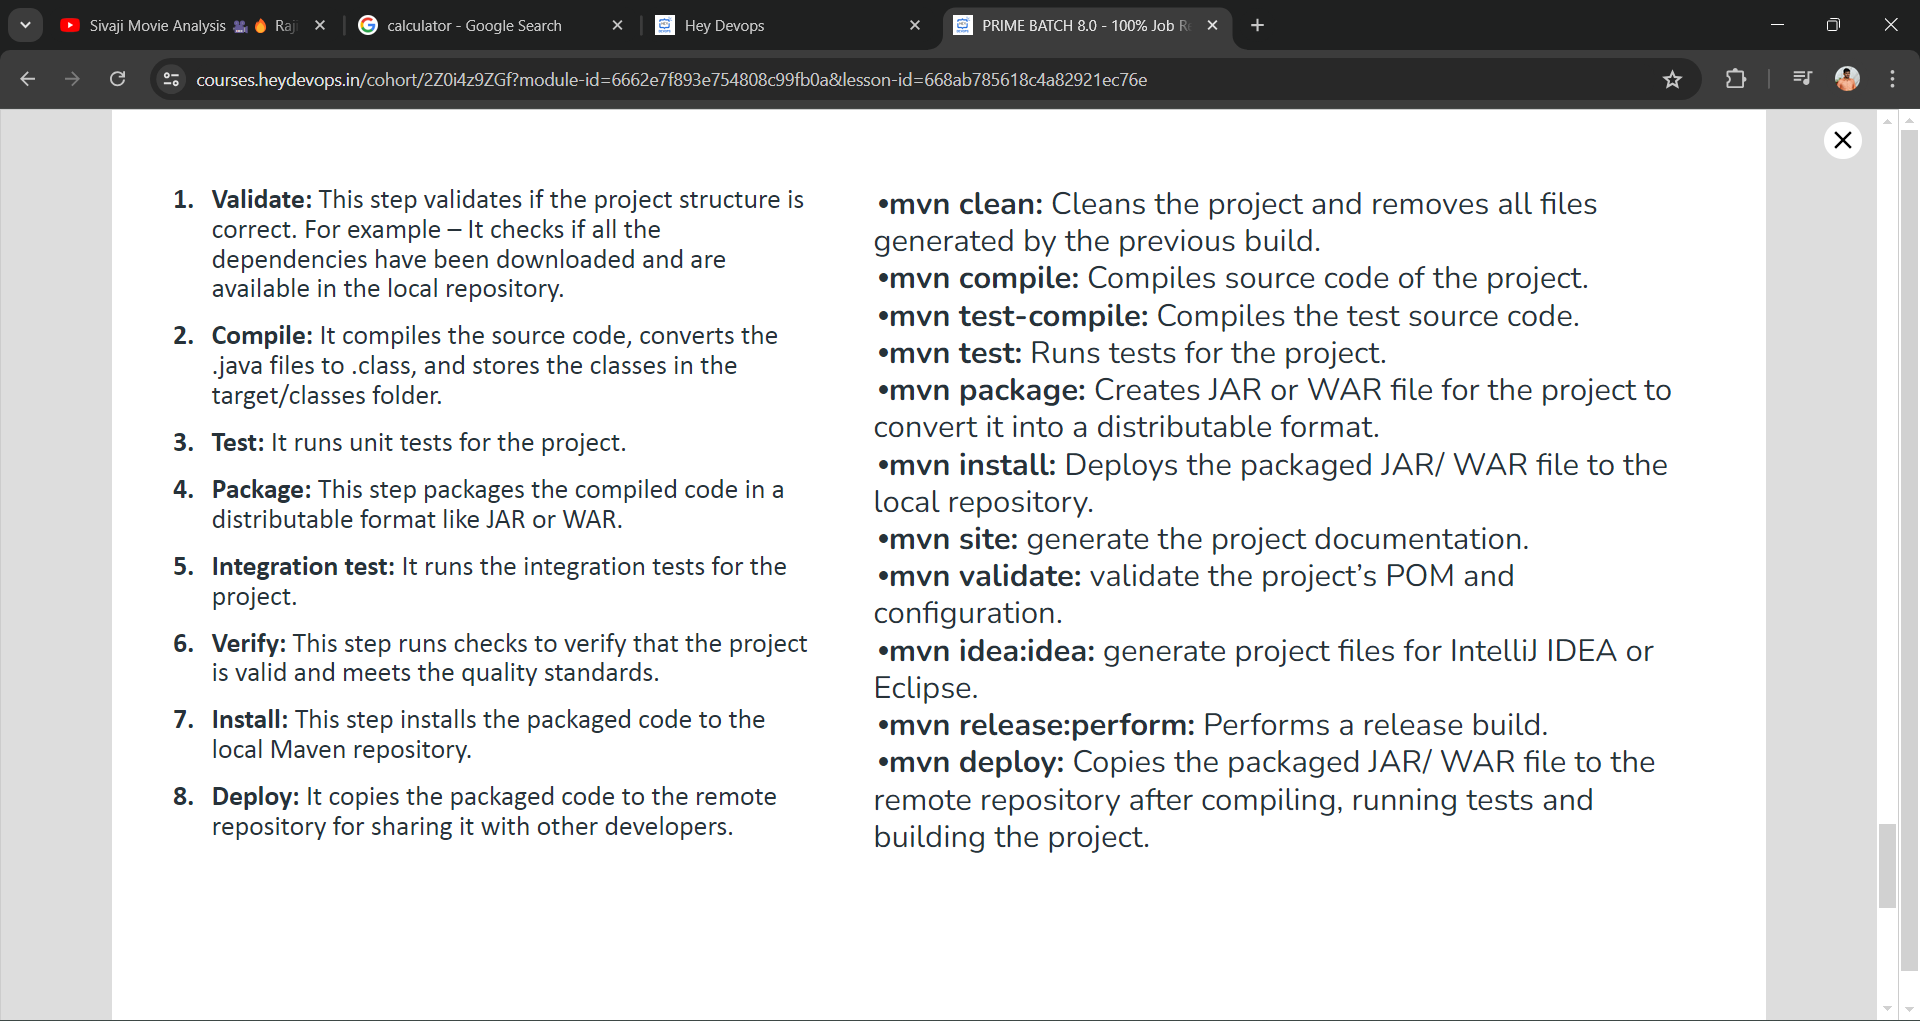 Sivaji Movie Analysis 🎥🔥 Raji
calculator - Google Search
Hey Devops
PRIME BATCH 8.0 - 100% Job R
courses.heydevops.in/cohort/2Z0i4z9ZGf?module-id=6662e7f893e754808c99fb0a&lesson-id=668ab785618c4a82921ec76e
1. Validate: This step validates if the project structure is
correct. For example – It checks if all the
dependencies have been downloaded and are
available in the local repository.
2. Compile: It compiles the source code, converts the
.java files to .class, and stores the classes in the
target/classes folder.
3. Test: It runs unit tests for the project.
4. Package: This step packages the compiled code in a
distributable format like JAR or WAR.
5. Integration test: It runs the integration tests for the
project.
6. Verify: This step runs checks to verify that the project
is valid and meets the quality standards.
7. Install: This step installs the packaged code to the
local Maven repository.
8. Deploy: It copies the packaged code to the remote
repository for sharing it with other developers.
•mvn clean: Cleans the project and removes all files
generated by the previous build.
•mvn compile: Compiles source code of the project.
•mvn test-compile: Compiles the test source code.
•mvn test: Runs tests for the project.
•mvn package: Creates JAR or WAR file for the project to
convert it into a distributable format.
•mvn install: Deploys the packaged JAR/ WAR file to the
local repository.
•mvn site: generate the project documentation.
•mvn validate: validate the project’s POM and
configuration.
•mvn idea:idea: generate project files for IntelliJ IDEA or
Eclipse.
•mvn release:perform: Performs a release build.
•mvn deploy: Copies the packaged JAR/ WAR file to the
remote repository after compiling, running tests and
building the project.